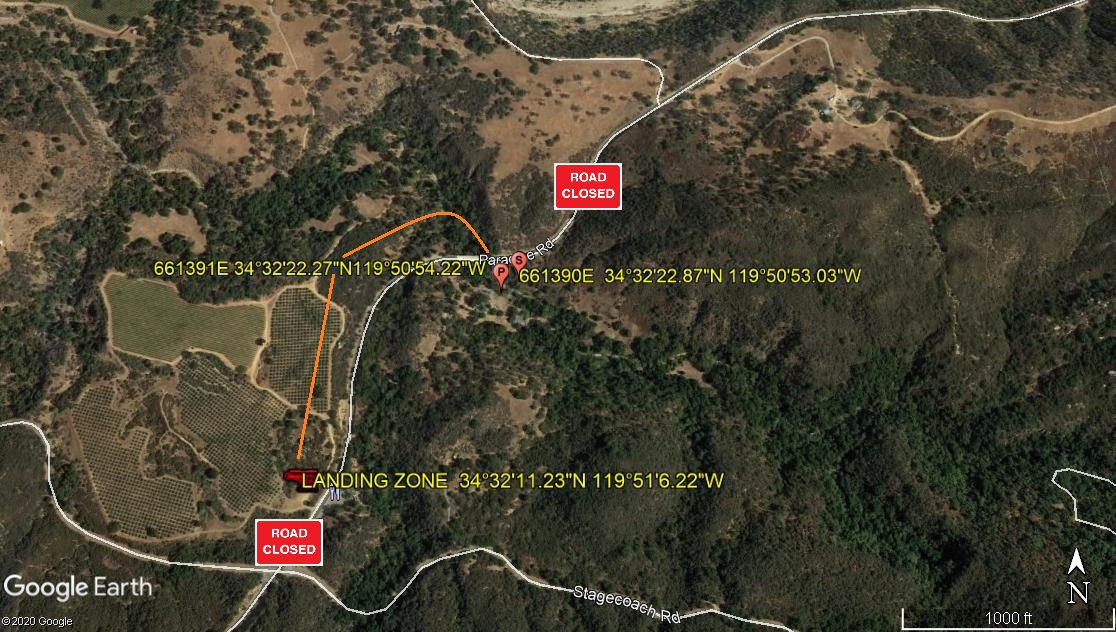 ROAD
CLOSED
Paradise Rd
661391E 34°32'22.27"N119°50'54.22"W
P
S
661390E 34°32'22.87"N 119°50'53.03"W
LANDING ZONE 34°32'11.23"N 119°51'6.22"W
ROAD
CLOSED
Google Earth
Stagecoach Rd
N
1000 ft
©2020 Google